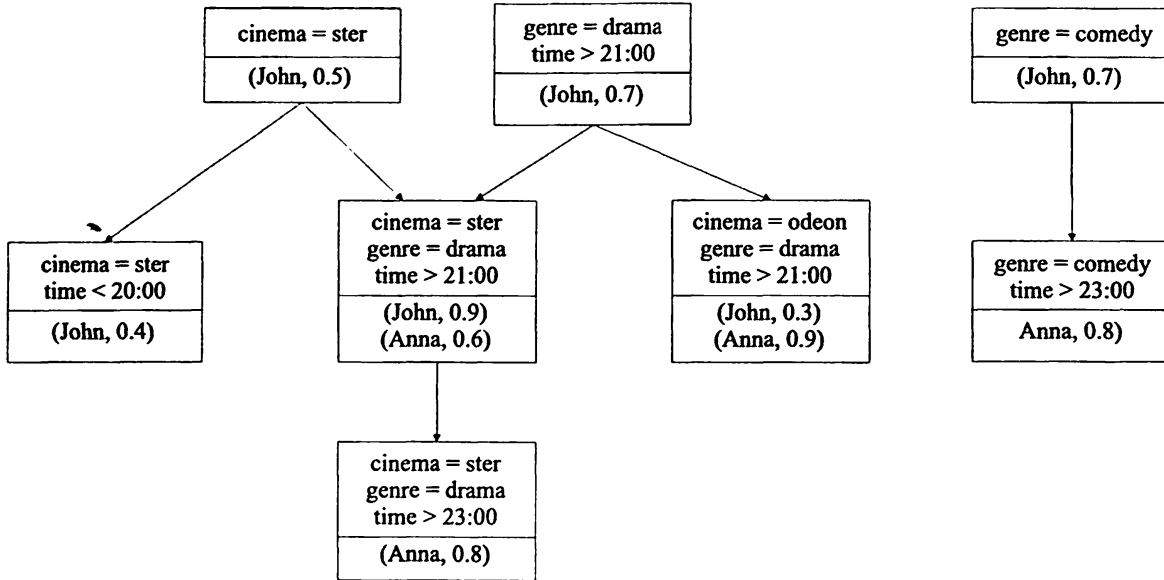 cinema = ster
(John, 0.5)
genre = drama
time > 21:00
(John, 0.7)
genre = comedy
(John, 0.7)
cinema = ster
time < 20:00
(John, 0.4)
cinema = ster
genre = drama
time > 21:00
(John, 0.9)
(Anna, 0.6)
cinema = odeon
genre = drama
time > 21:00
(John, 0.3)
(Anna, 0.9)
genre = comedy
time > 23:00
Anna, 0.8)
cinema = ster
genre = drama
time > 23:00
(Anna, 0.8)